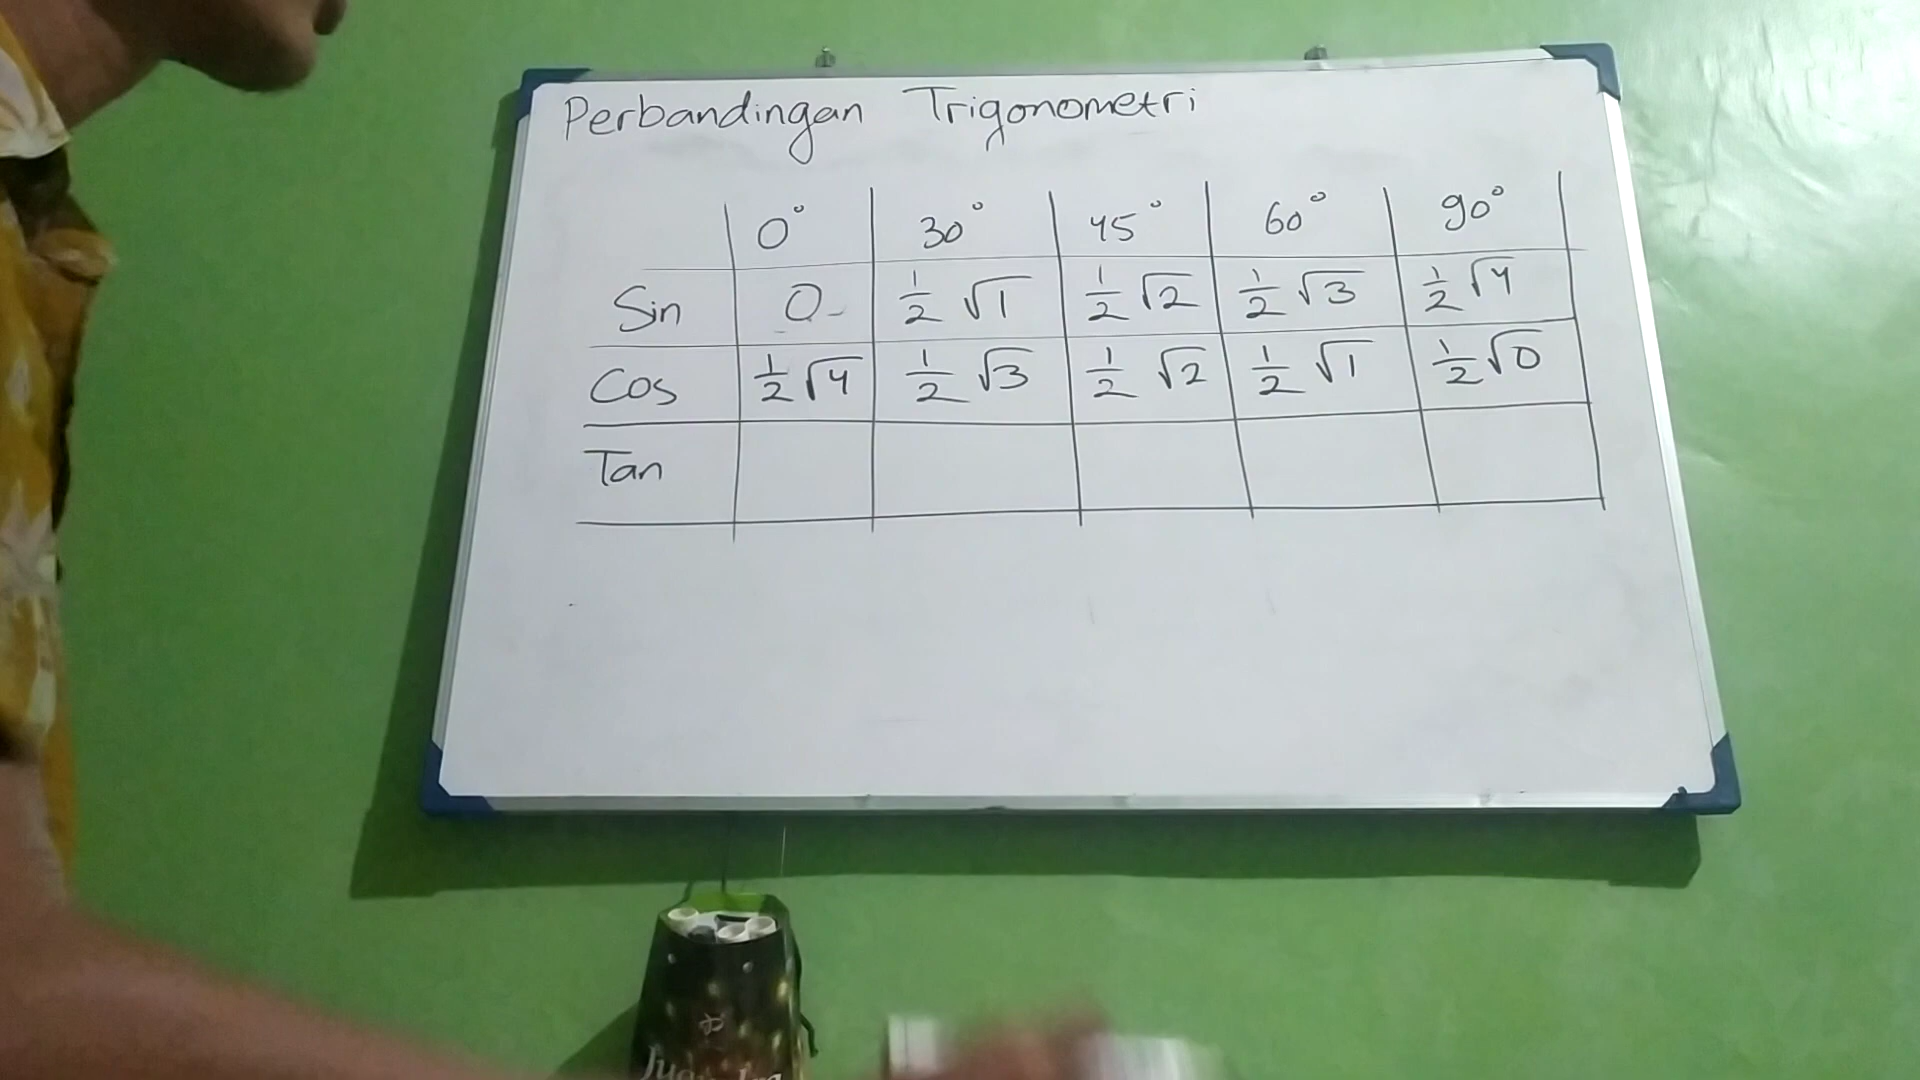 Perbandingan Trigonometri
0° 30° 45° 60° 90°
Sin 0 1/2 √1 1/2 √2 1/2 √3 1/2 √4
Cos 1/2 √4 1/2 √3 1/2 √2 1/2 √1 1/2 √0
Tan